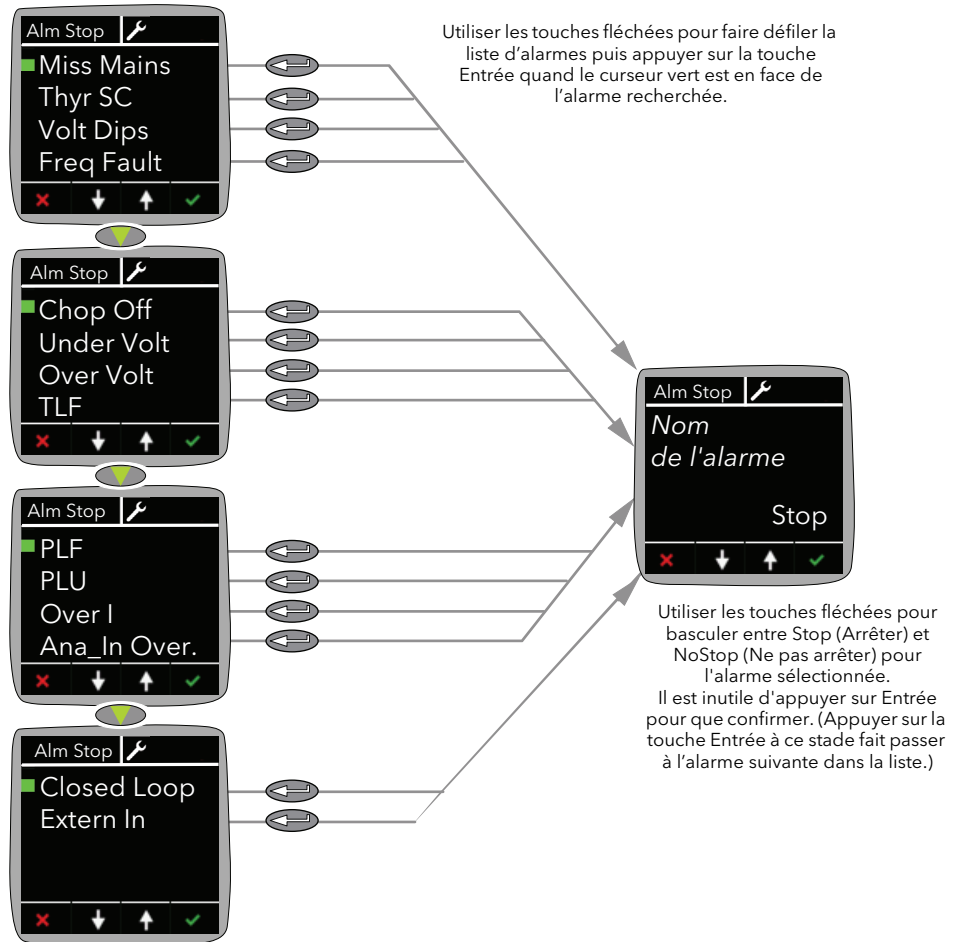 Alm Stop
Miss Mains
Thyr SC
Volt Dips
Freq Fault
Utiliser les touches fléchées pour faire défiler la
liste d'alarmes puis appuyer sur la touche
Entrée quand le curseur vert est en face de
l'alarme recherchée.
Alm Stop
Chop Off
Under Volt
Over Volt
TLF
Alm Stop
PLF
PLU
Over I
Ana_In Over.
Alm Stop
Closed Loop
Extern In
Alm Stop
Nom
de l'alarme
Stop
Utiliser les touches fléchées pour
basculer entre Stop (Arrêter) et
NoStop (Ne pas arrêter) pour
l'alarme sélectionnée.
Il est inutile d'appuyer sur Entrée
pour que confirmer. (Appuyer sur la
touche Entrée à ce stade fait passer
à l'alarme suivante dans la liste.)